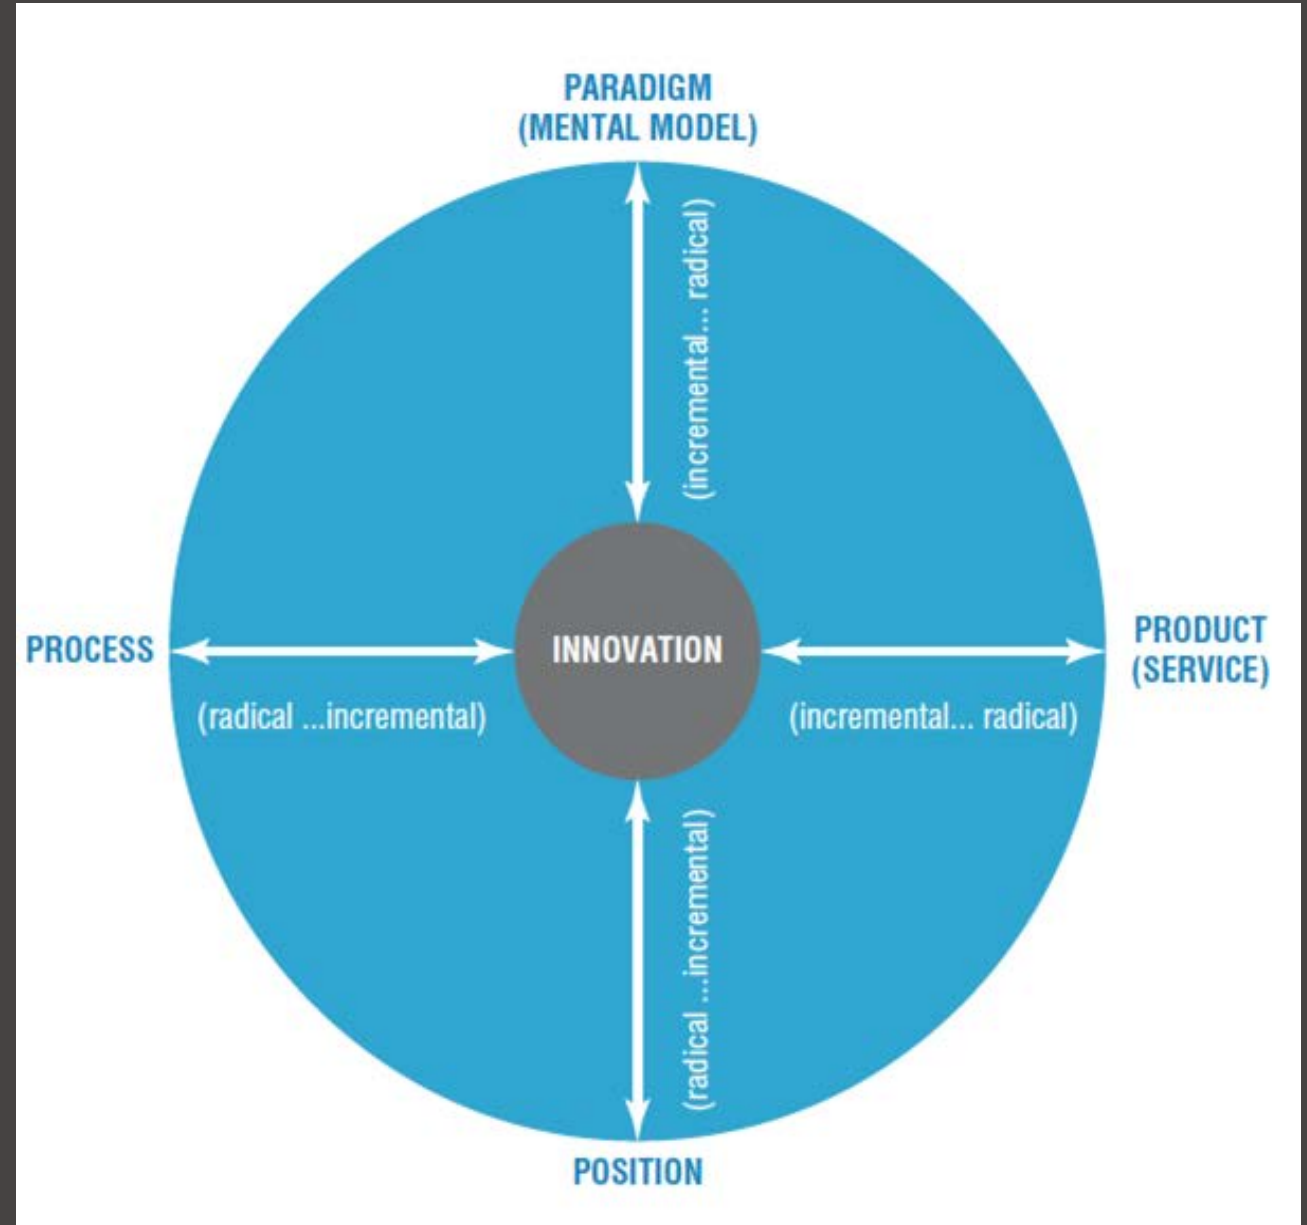 PARADIGM
(MENTAL MODEL)
(incremental... radical)
PROCESS
INNOVATION
PRODUCT
(SERVICE)
(radical ...incremental)
(incremental... radical)
(radical ...incremental)
POSITION